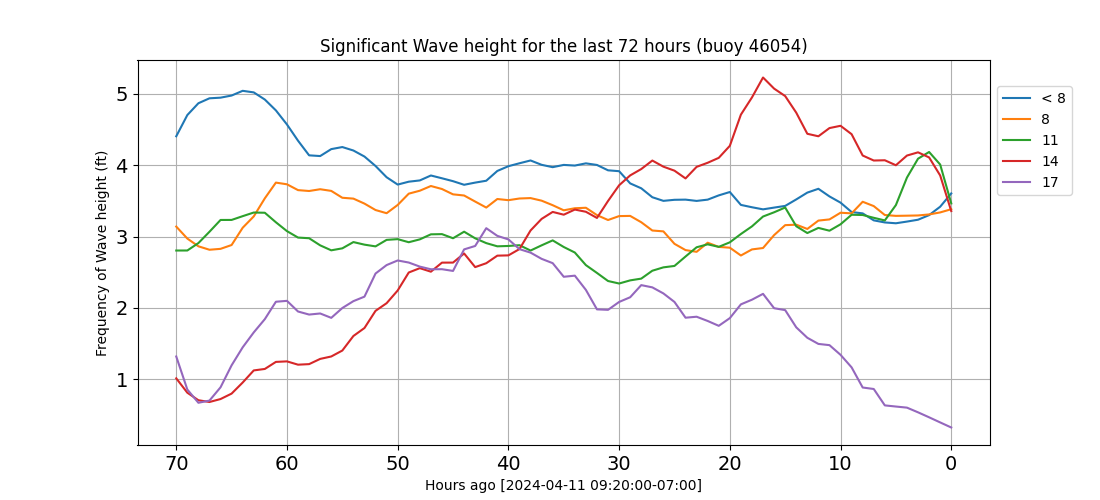 Significant Wave height for the last 72 hours (buoy 46054)
Frequency of Wave height (ft)
5
4
3
2
1
70 60 50 40 30 20 10 0
Hours ago [2024-04-11 09:20:00-07:00]
< 8
8
11
14
17